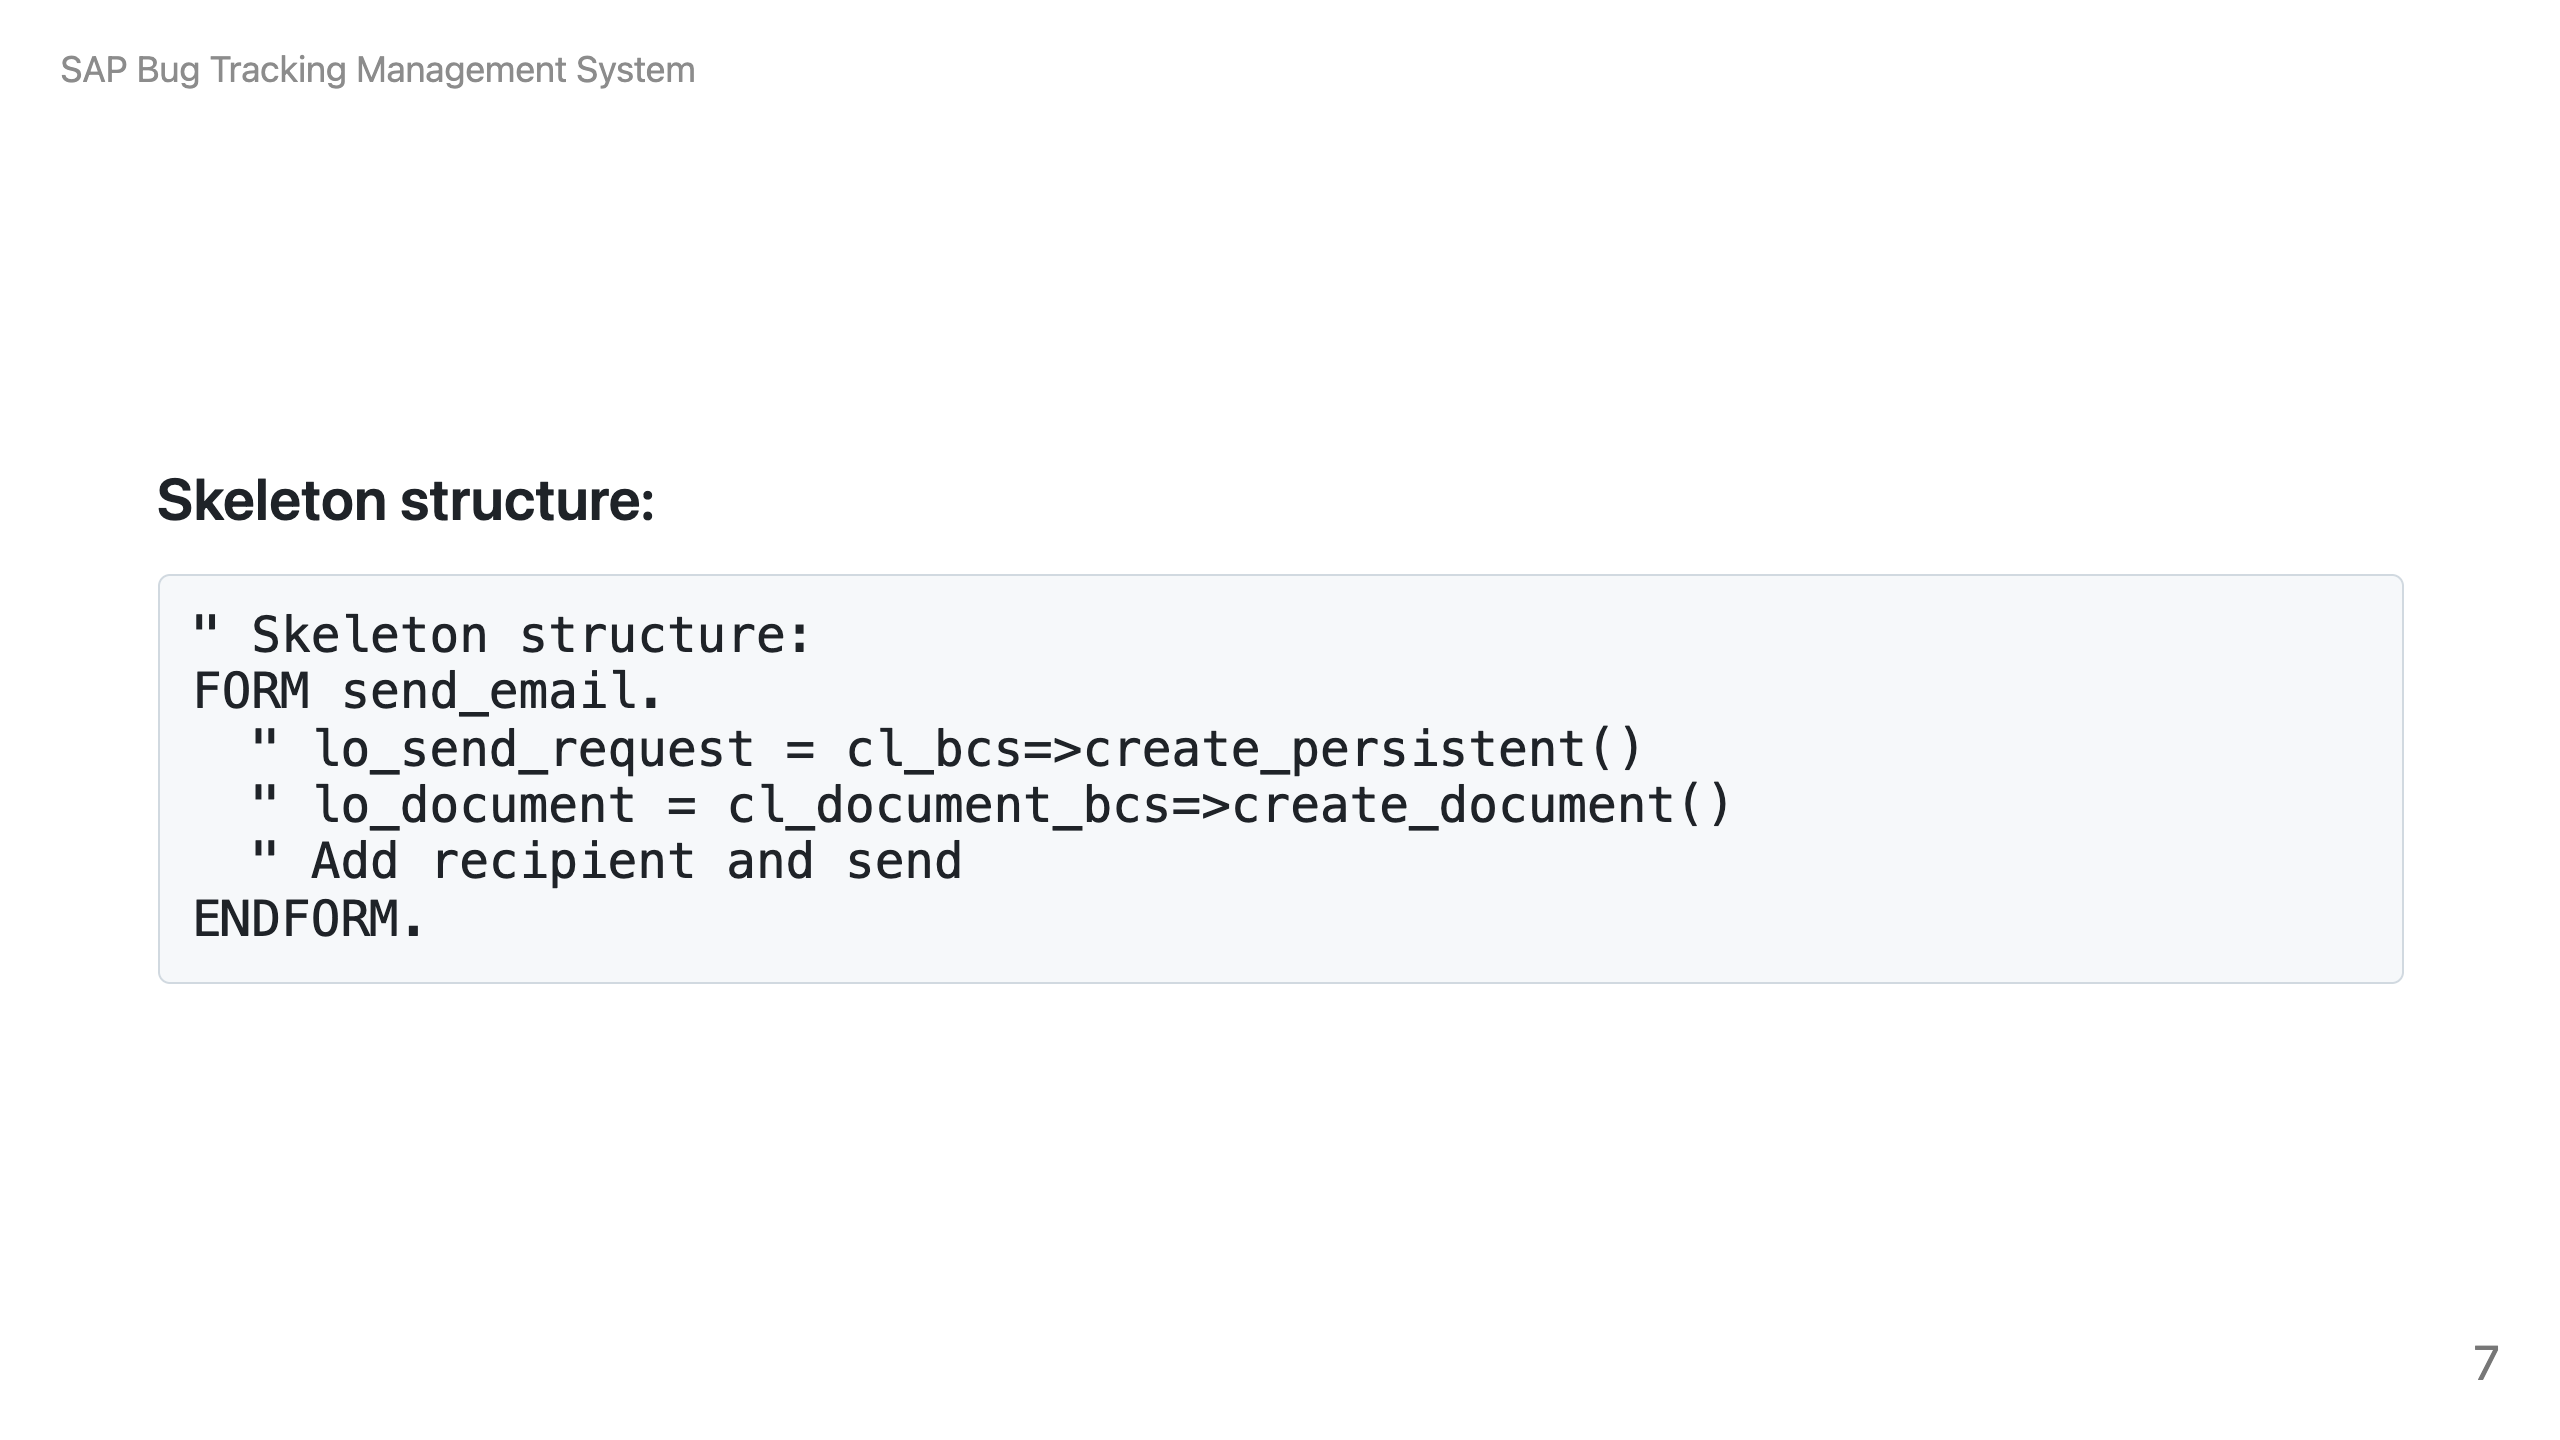 SAP Bug Tracking Management System
Skeleton structure:
" Skeleton structure:
FORM send_email.
  " lo_send_request = cl_bcs=>create_persistent()
  " lo_document = cl_document_bcs=>create_document()
  " Add recipient and send
ENDFORM.
7